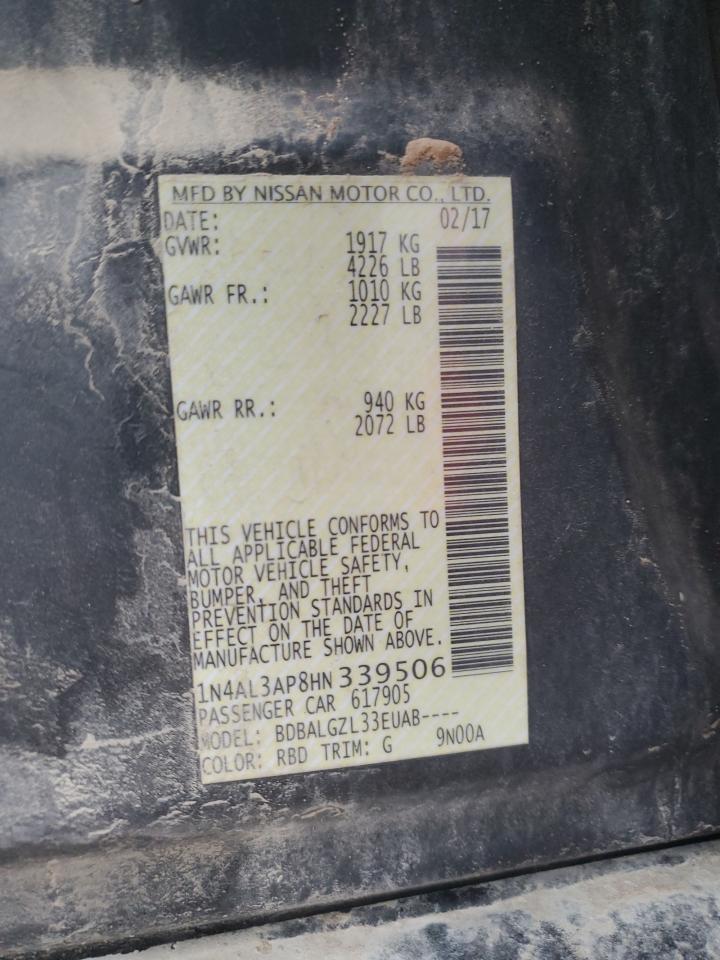 MFD BY NISSAN MOTOR CO., LTD.
DATE: 02/17
GVWR: 1917 KG
4226 LB
GAWR FR.: 1010 KG
2227 LB
GAWR RR.: 940 KG
2072 LB
THIS VEHICLE CONFORMS TO
ALL APPLICABLE FEDERAL
MOTOR VEHICLE SAFETY,
BUMPER, AND THEFT
PREVENTION STANDARDS IN
EFFECT ON THE DATE OF
MANUFACTURE SHOWN ABOVE.
1N4AL3AP8HN339506
PASSENGER CAR 617905
MODEL: BDBALGZL33EUAB----
COLOR: RBD TRIM: G 9N00A